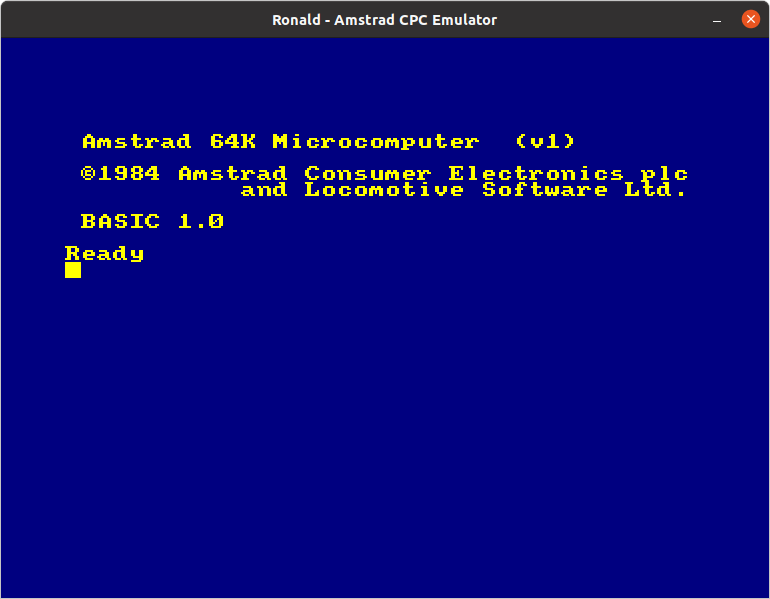 Ronald - Amstrad CPC Emulator
Amstrad 64K Microcomputer  (v1)
©1984 Amstrad Consumer Electronics plc
and Locomotive Software Ltd.
BASIC 1.0
Ready